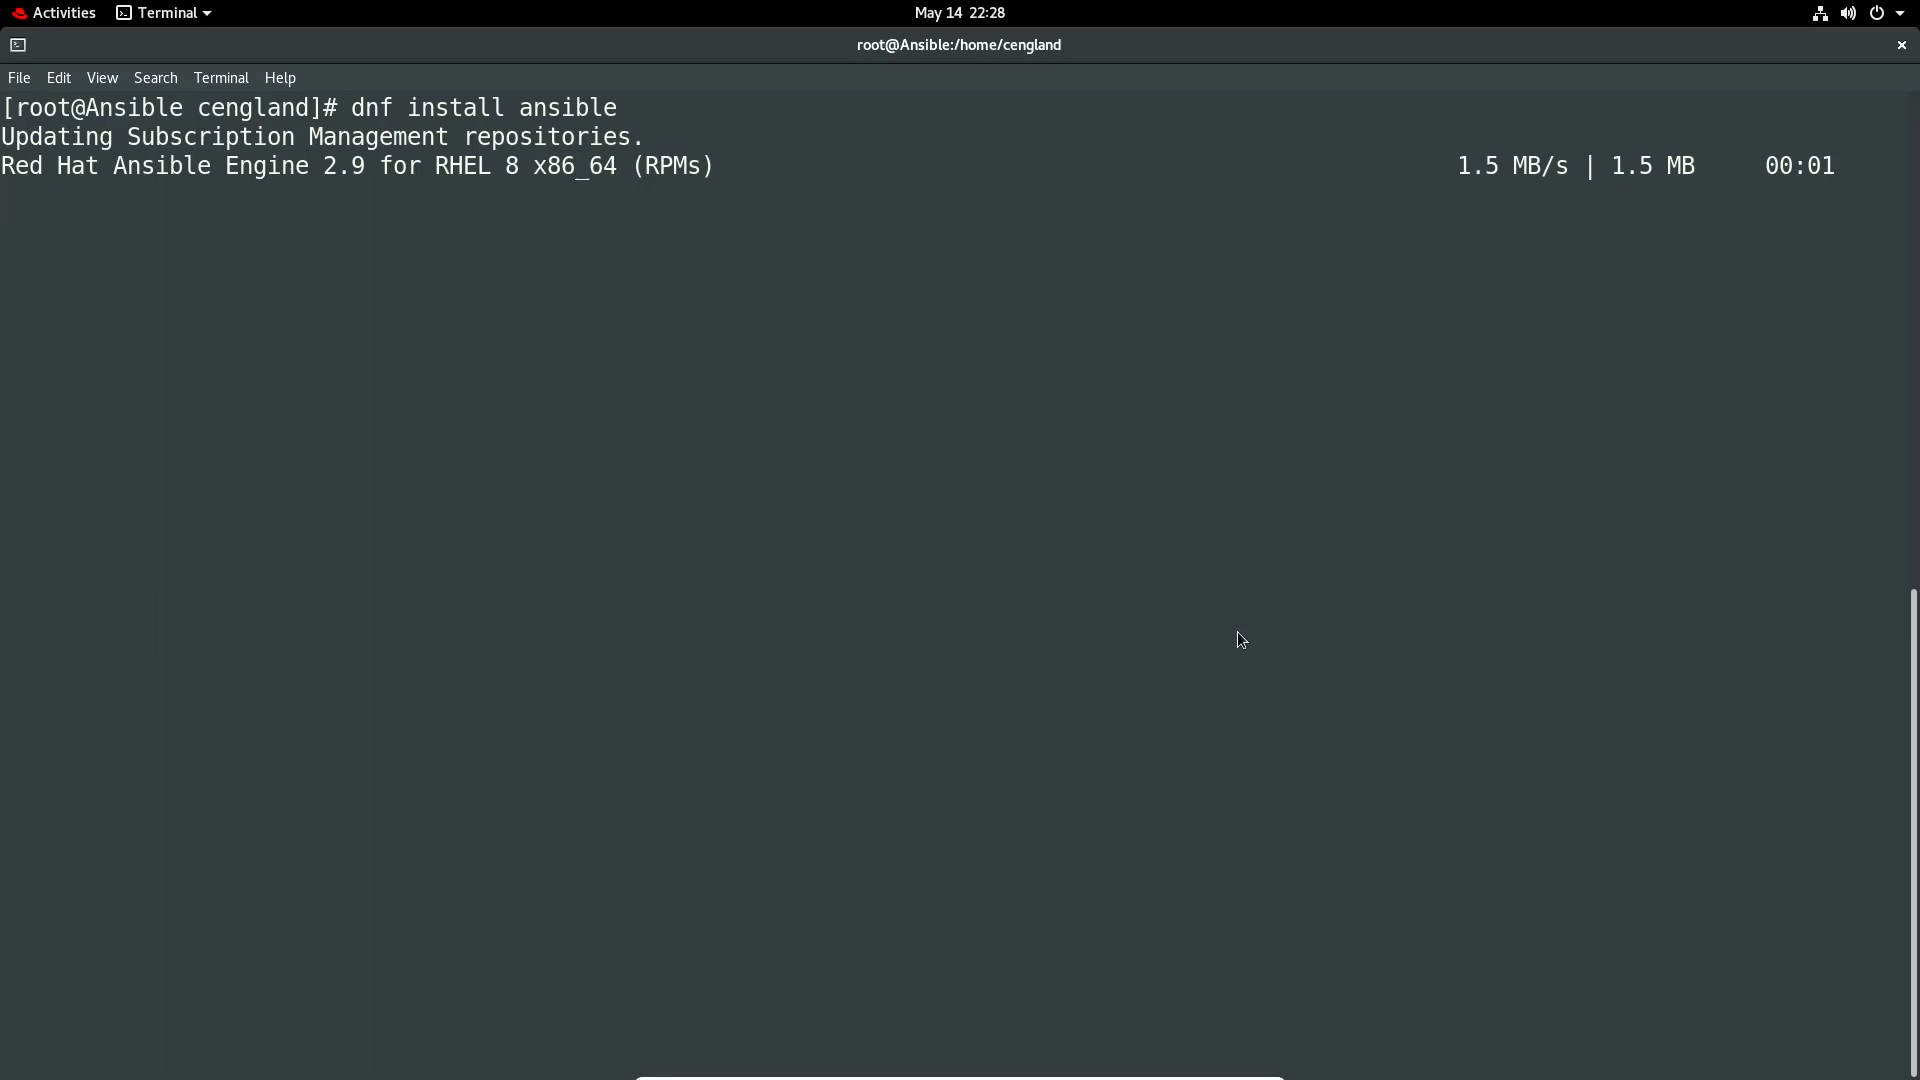 Activities Terminal May 14 22:28
root@Ansible:/home/cengland
File Edit View Search Terminal Help
[root@Ansible cengland]# dnf install ansible
Updating Subscription Management repositories.
Red Hat Ansible Engine 2.9 for RHEL 8 x86_64 (RPMs) 1.5 MB/s | 1.5 MB 00:01